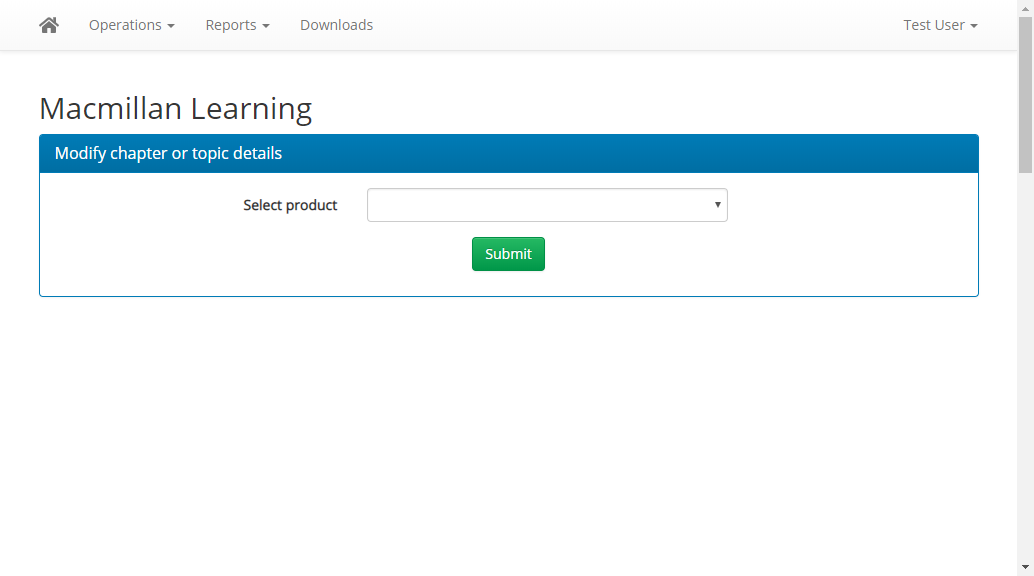 Operations Reports Downloads Test User
Macmillan Learning
Modify chapter or topic details
Select product
Submit